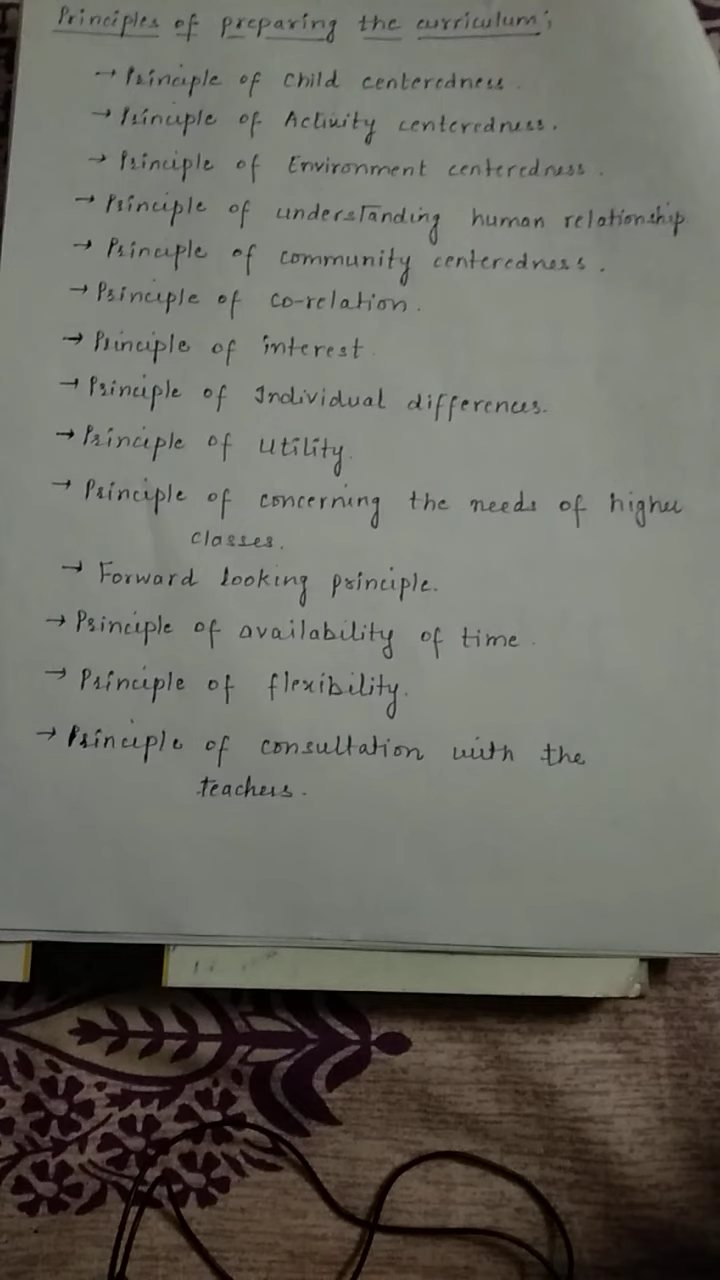 Principles of preparing the curriculum;
→ Principle of child centeredness.
→ Principle of Activity centeredness.
→ Principle of Environment centeredness.
→ Principle of understanding human relationship
→ Principle of community centeredness.
→ Principle of co-relation.
→ Principle of interest
→ Principle of Individual differences.
→ Principle of Utility.
→ Principle of concerning the needs of higher
classes.
→ Forward looking principle.
→ Principle of availability of time.
→ Principle of flexibility.
→ Principle of consultation with the
teachers.